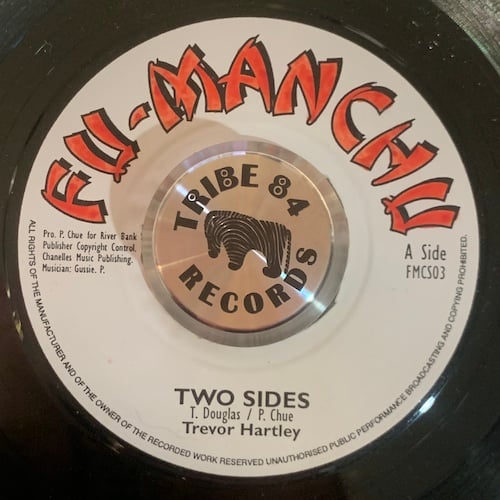 FU-MANCHU
TRIBE 84
RECORDS
Pro. P. Chue for River Bank
Publisher Copyright Control.
Chanelles Music Publishing.
Musician: Gussie. P.
A Side
FMCS03
TWO SIDES
T. Douglas / P. Chue
Trevor Hartley
ALL RIGHTS OF THE MANUFACTURER AND OF THE OWNER OF THE RECORDED WORK RESERVED UNAUTHORISED PUBLIC PERFORMANCE BROADCASTING AND COPYING PROHIBITED.